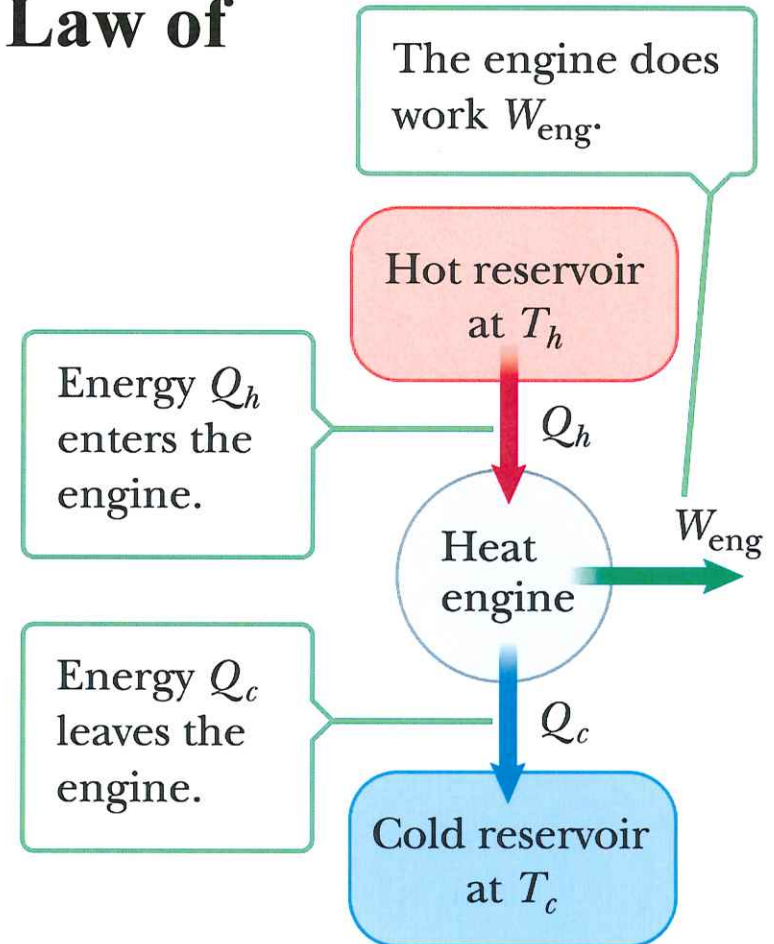 Law of
The engine does
work Weng.
Hot reservoir
at Th
Energy Qh
enters the
engine.
Qh
Heat
engine
Weng
Energy Qc
leaves the
engine.
Qc
Cold reservoir
at Tc